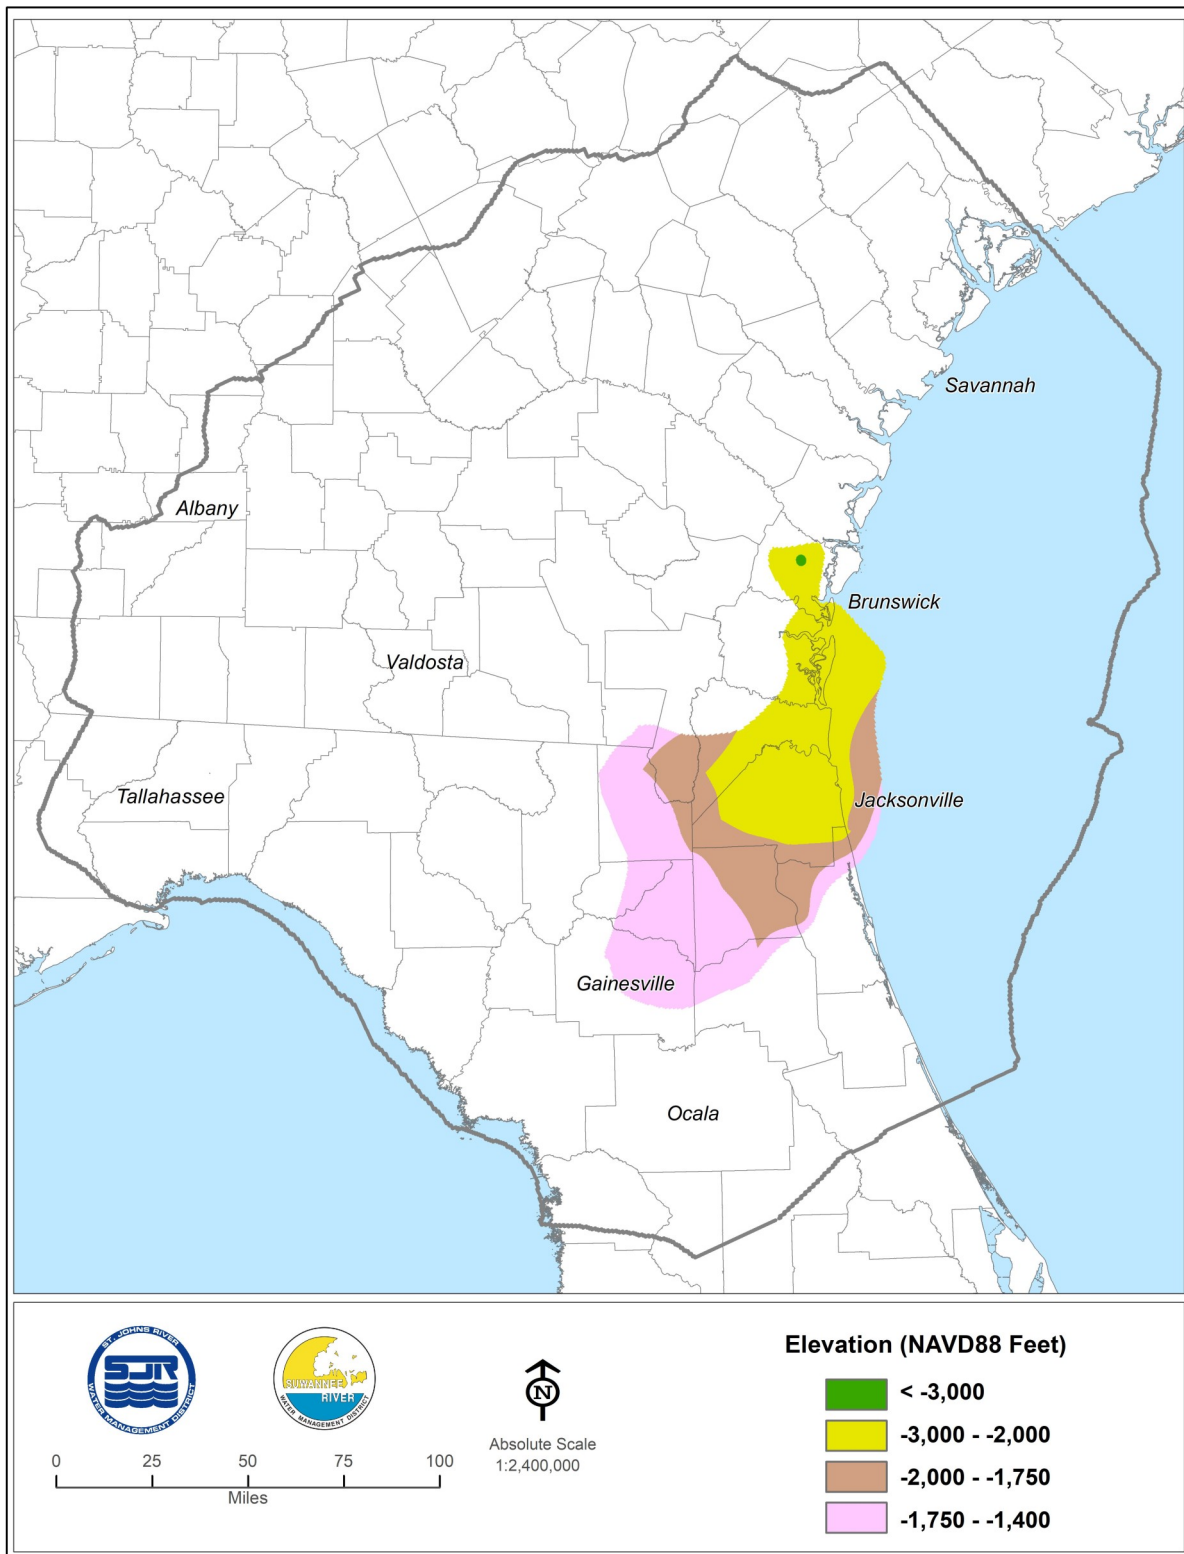 Savannah
Albany
Brunswick
Valdosta
Tallahassee
Jacksonville
Gainesville
Ocala
ST. JOHNS RIVER
SJR
WATER MANAGEMENT DISTRICT
SUWANNEE
RIVER
WATER MANAGEMENT DISTRICT
N
Absolute Scale
1:2,400,000
0 25 50 75 100
Miles
Elevation (NAVD88 Feet)
< -3,000
-3,000 - -2,000
-2,000 - -1,750
-1,750 - -1,400